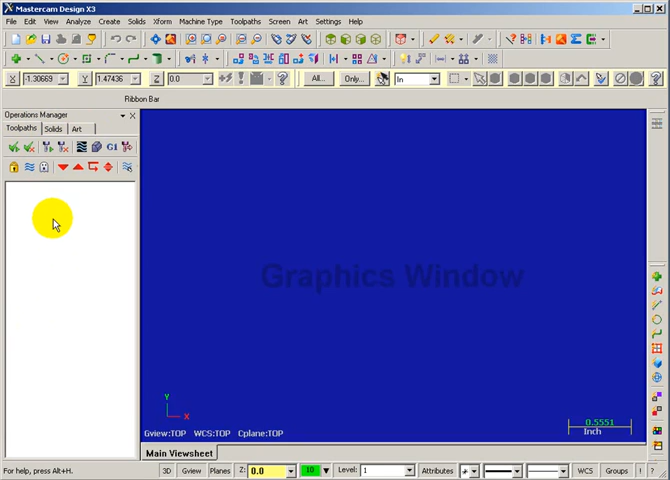 Mastercam Design X3
File Edit View Analyze Create Solids Xform Machine Type Toolpaths Screen Art Settings Help
X -1.30669 Y 1.47436 Z 0.0 All... Only... In
Ribbon Bar
Operations Manager
Toolpaths Solids Art
G1
Graphics Window
Y
X
0.5551
Inch
Gview:TOP WCS:TOP Cplane:TOP
Main Viewsheet
For help, press Alt+H. 3D Gview Planes Z: 0.0 10 Level: 1 Attributes WCS Groups ! ?